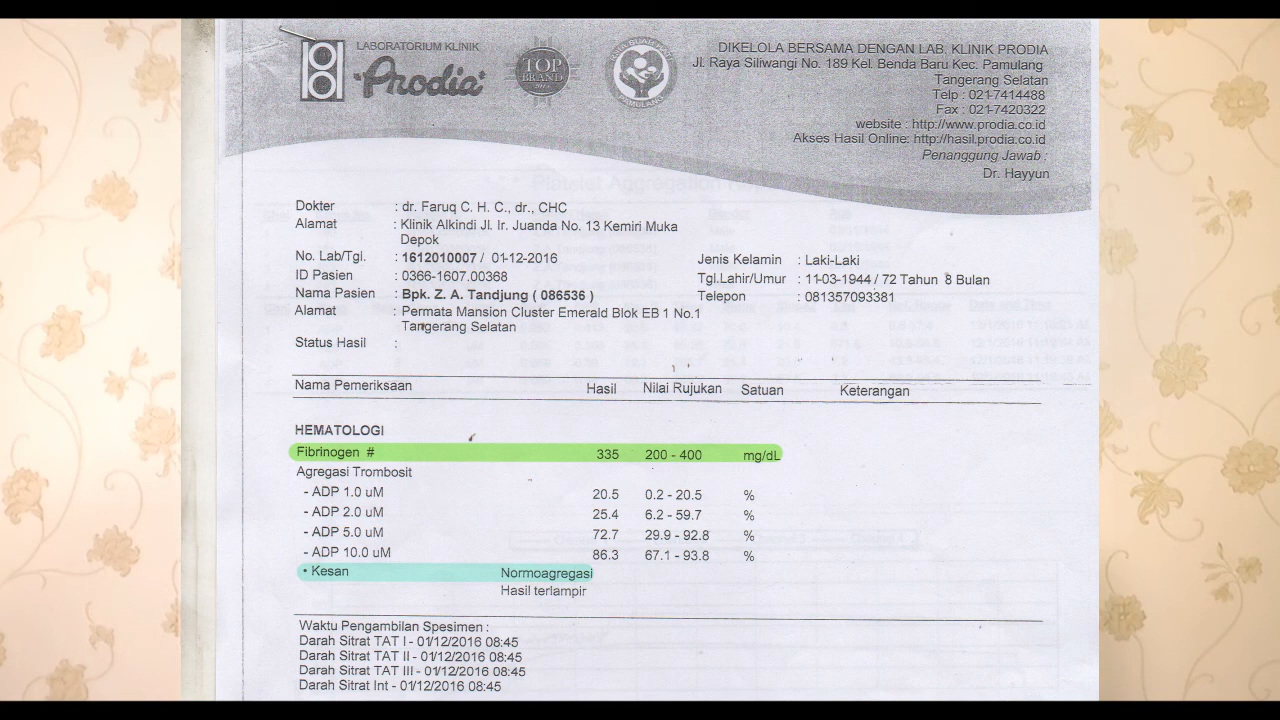 LABORATORIUM KLINIK
Prodia
TOP
BRAND
PAMULANG
DIKELOLA BERSAMA DENGAN LAB. KLINIK PRODIA
Jl. Raya Siliwangi No. 189 Kel. Benda Baru Kec. Pamulang
Tangerang Selatan
Telp : 021-7414488
Fax : 021-7420322
website : http://www.prodia.co.id
Akses Hasil Online: http://hasil.prodia.co.id
Penanggung Jawab :
Dr. Hayyun
Dokter : dr. Faruq C. H. C., dr., CHC
Alamat : Klinik Alkindi Jl. Ir. Juanda No. 13 Kemiri Muka
Depok
No. Lab/Tgl. : 1612010007 / 01-12-2016
Jenis Kelamin : Laki-Laki
ID Pasien : 0366-1607.00368
Tgl.Lahir/Umur : 11-03-1944 / 72 Tahun 8 Bulan
Nama Pasien : Bpk. Z. A. Tandjung ( 086536 )
Telepon : 081357093381
Alamat : Permata Mansion Cluster Emerald Blok EB 1 No.1
Tangerang Selatan
Status Hasil :
Nama Pemeriksaan Hasil Nilai Rujukan Satuan Keterangan
HEMATOLOGI
Fibrinogen # 335 200 - 400 mg/dL
Agregasi Trombosit
- ADP 1.0 uM 20.5 0.2 - 20.5 %
- ADP 2.0 uM 25.4 6.2 - 59.7 %
- ADP 5.0 uM 72.7 29.9 - 92.8 %
- ADP 10.0 uM 86.3 67.1 - 93.8 %
• Kesan Normoagregasi
Hasil terlampir
Waktu Pengambilan Spesimen :
Darah Sitrat TAT I - 01/12/2016 08:45
Darah Sitrat TAT II - 01/12/2016 08:45
Darah Sitrat TAT III - 01/12/2016 08:45
Darah Sitrat Int - 01/12/2016 08:45